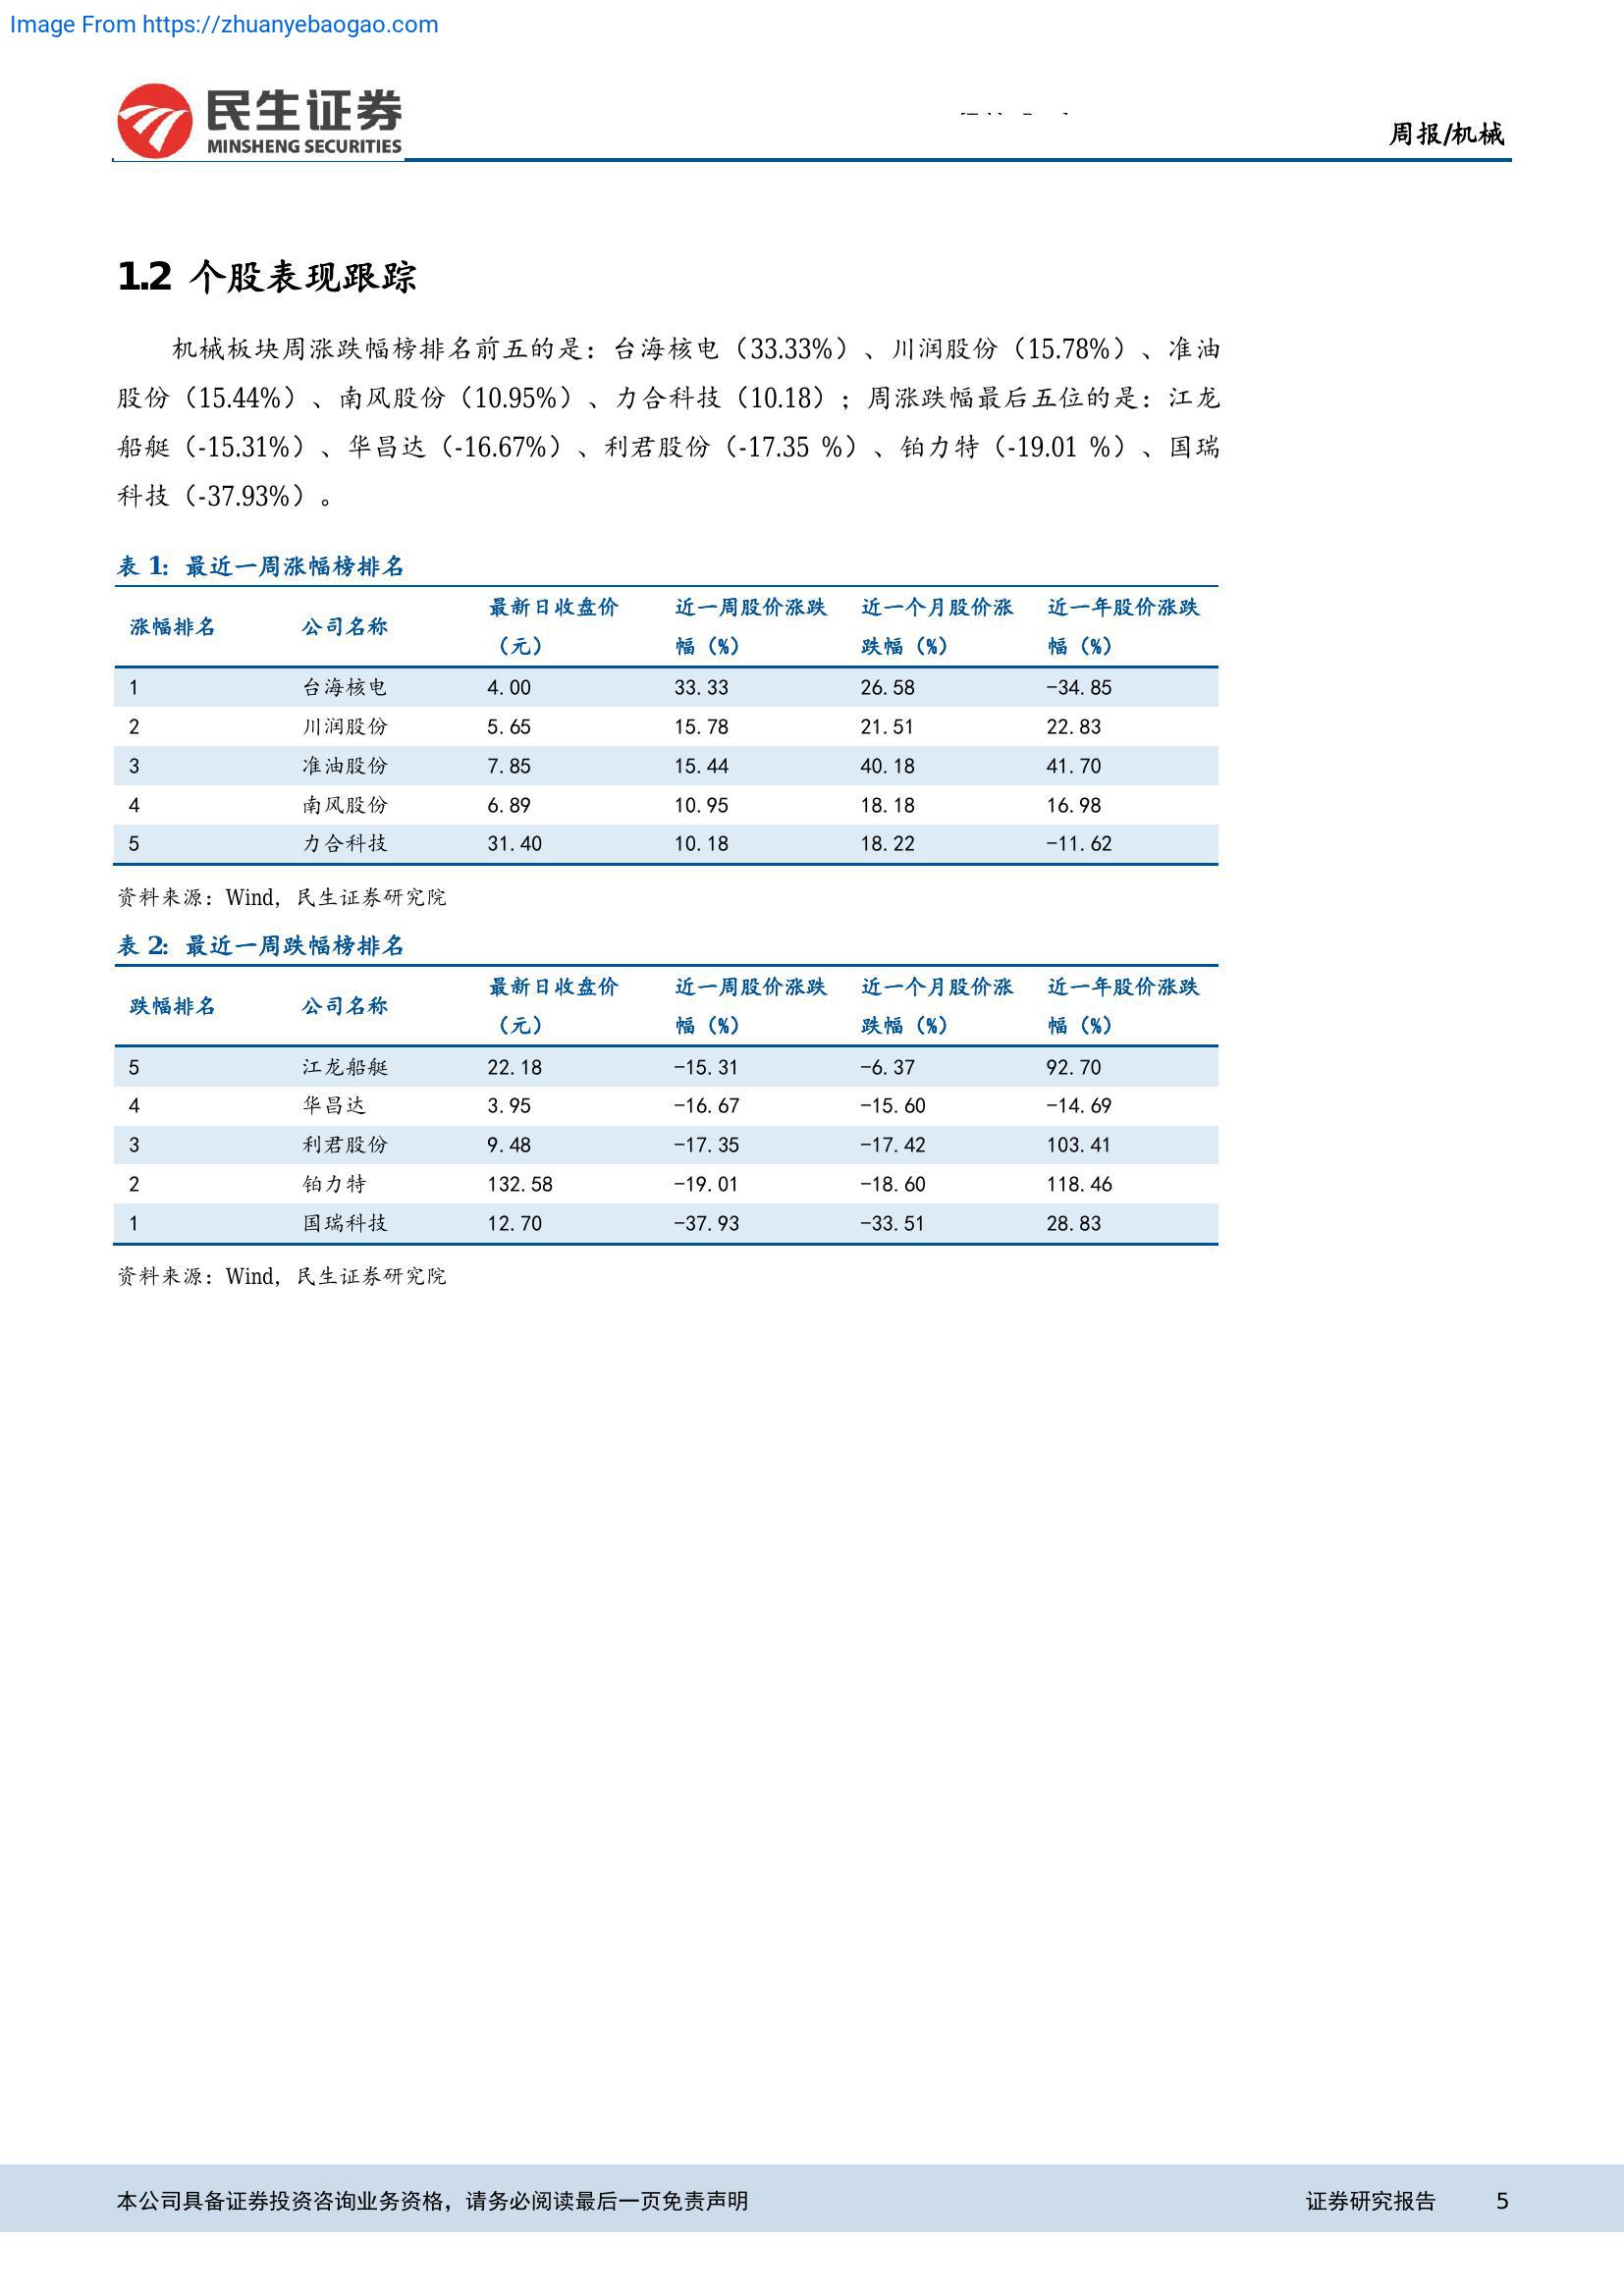 Image From https://zhuanyebaogao.com
民生证券
MINSHENG SECURITIES
周报/机械
1.2 个股表现跟踪
机械板块周涨跌幅榜排名前五的是：台海核电（33.33%）、川润股份（15.78%）、准油
股份（15.44%）、南风股份（10.95%）、力合科技（10.18）；周涨跌幅最后五位的是：江龙
船艇（-15.31%）、华昌达（-16.67%）、利君股份（-17.35 %）、铂力特（-19.01 %）、国瑞
科技（-37.93%）。
表 1：最近一周涨幅榜排名
涨幅排名 公司名称 最新日收盘价（元） 近一周股价涨跌幅（%） 近一个月股价涨跌幅（%） 近一年股价涨跌幅（%）
1 台海核电 4.00 33.33 26.58 -34.85
2 川润股份 5.65 15.78 21.51 22.83
3 准油股份 7.85 15.44 40.18 41.70
4 南风股份 6.89 10.95 18.18 16.98
5 力合科技 31.40 10.18 18.22 -11.62
资料来源：Wind，民生证券研究院
表 2：最近一周跌幅榜排名
跌幅排名 公司名称 最新日收盘价（元） 近一周股价涨跌幅（%） 近一个月股价涨跌幅（%） 近一年股价涨跌幅（%）
5 江龙船艇 22.18 -15.31 -6.37 92.70
4 华昌达 3.95 -16.67 -15.60 -14.69
3 利君股份 9.48 -17.35 -17.42 103.41
2 铂力特 132.58 -19.01 -18.60 118.46
1 国瑞科技 12.70 -37.93 -33.51 28.83
资料来源：Wind，民生证券研究院
本公司具备证券投资咨询业务资格，请务必阅读最后一页免责声明 证券研究报告 5